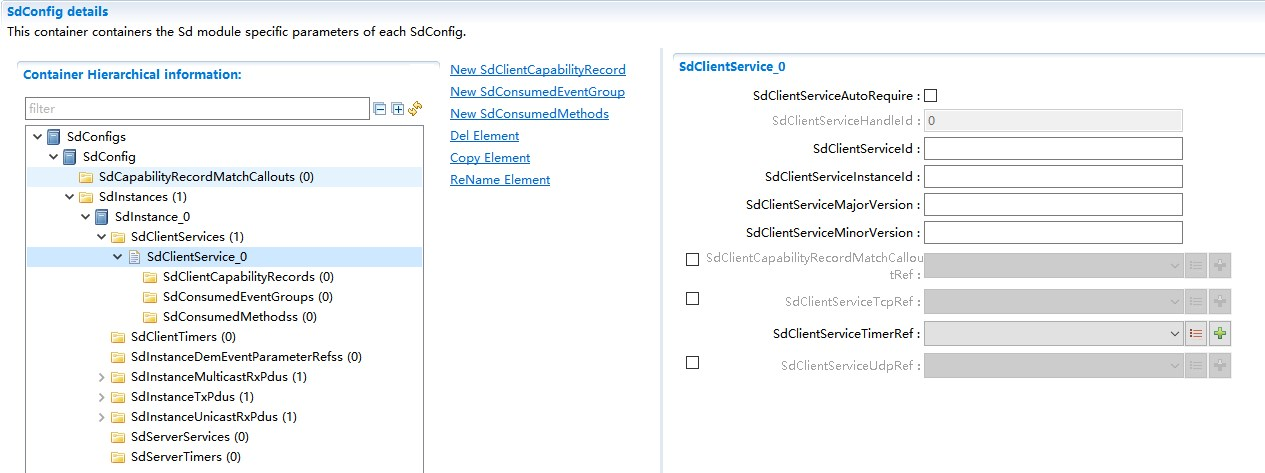 SdConfig details
This container containers the Sd module specific parameters of each SdConfig.
Container Hierarchical information:
filter
SdConfigs
SdConfig
SdCapabilityRecordMatchCallouts (0)
SdInstances (1)
SdInstance_0
SdClientServices (1)
SdClientService_0
SdClientCapabilityRecords (0)
SdConsumedEventGroups (0)
SdConsumedMethodss (0)
SdClientTimers (0)
SdInstanceDemEventParameterRefss (0)
SdInstanceMulticastRxPdus (1)
SdInstanceTxPdus (1)
SdInstanceUnicastRxPdus (1)
SdServerServices (0)
SdServerTimers (0)
New SdClientCapabilityRecord
New SdConsumedEventGroup
New SdConsumedMethods
Del Element
Copy Element
ReName Element
SdClientService_0
SdClientServiceAutoRequire :
SdClientServiceHandleId : 0
SdClientServiceId :
SdClientServiceInstanceId :
SdClientServiceMajorVersion :
SdClientServiceMinorVersion :
SdClientCapabilityRecordMatchCallou
tRef :
SdClientServiceTcpRef :
SdClientServiceTimerRef :
SdClientServiceUdpRef :